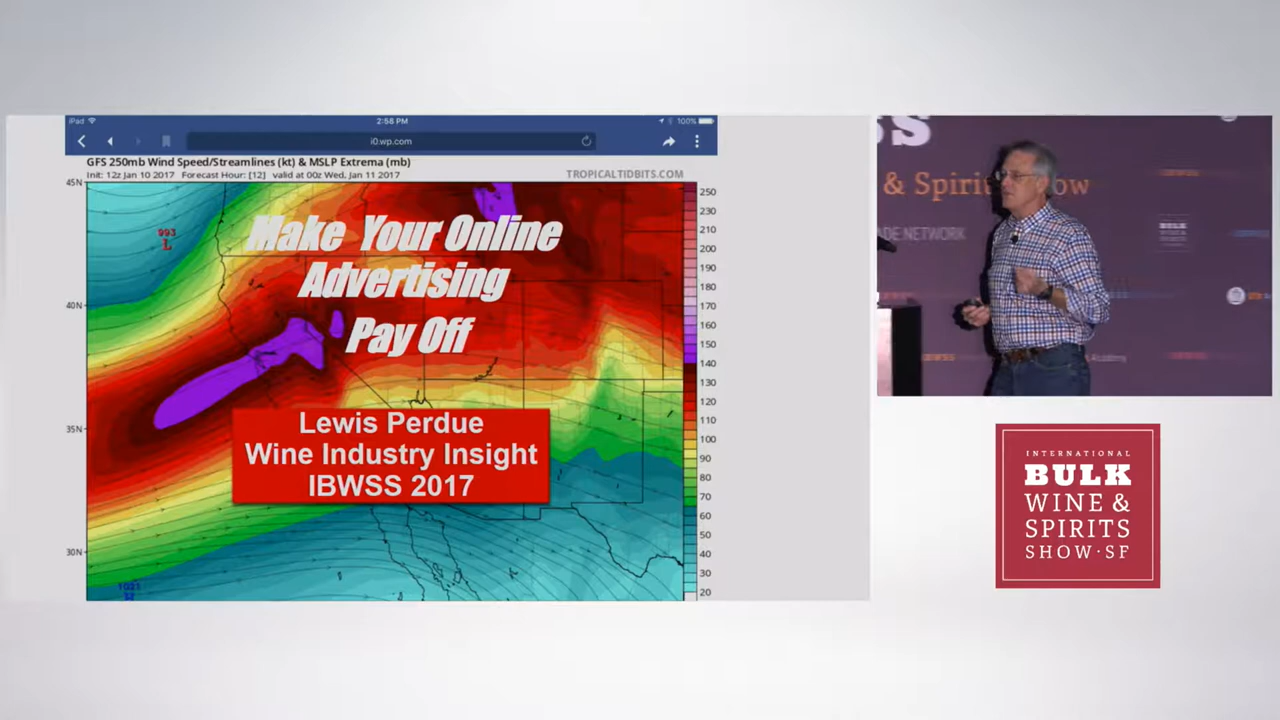 iPad
2:58 PM
100%
i0.wp.com
GFS 250mb Wind Speed/Streamlines (kt) & MSLP Extrema (mb)
Init: 12z Jan 10 2017 Forecast Hour: [12] valid at 00z Wed, Jan 11 2017
TROPICALTIDBITS.COM
45N
40N
35N
30N
993
L
Make Your Online
Advertising
Pay Off
Lewis Perdue
Wine Industry Insight
IBWSS 2017
250
230
210
200
190
180
170
160
150
140
130
120
110
100
90
80
70
60
50
40
30
20
SS
& Spirits Show
ADE NETWORK
INTERNATIONAL
BULK
WINE &
SPIRITS
SHOW·SF